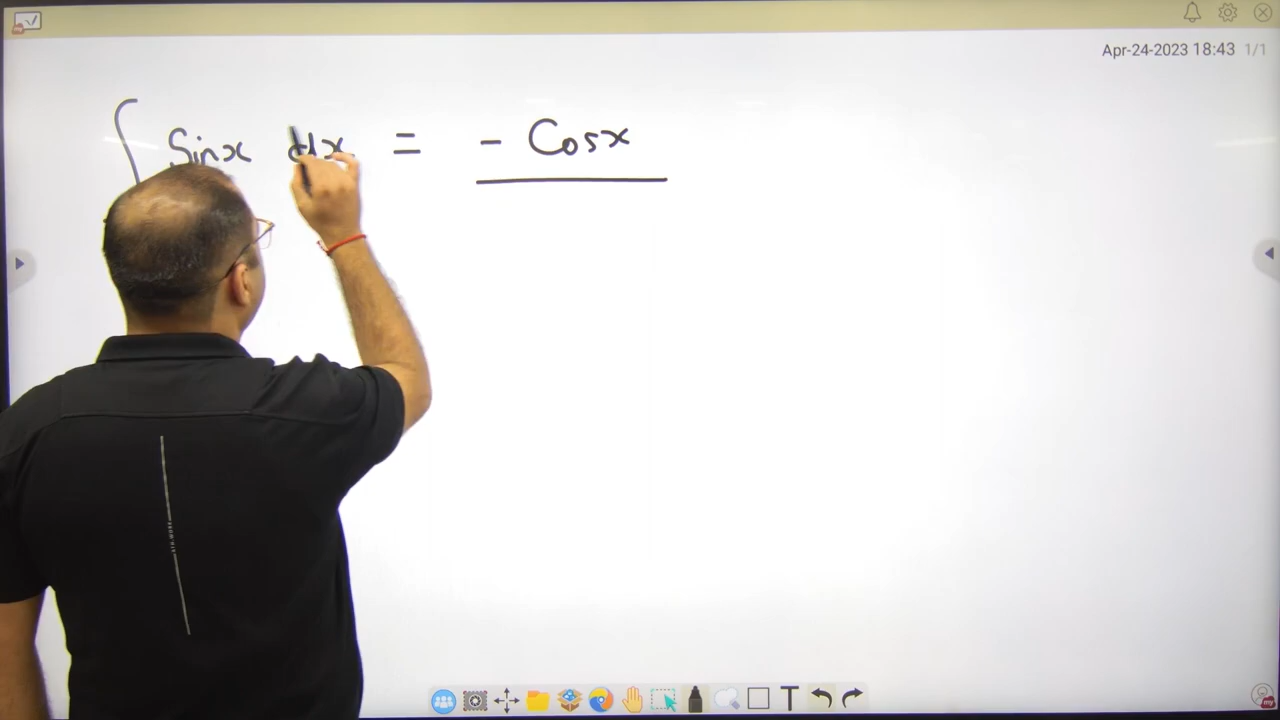 Apr-24-2023 18:43 1/1
∫ Sinx dx = - Cosx
T